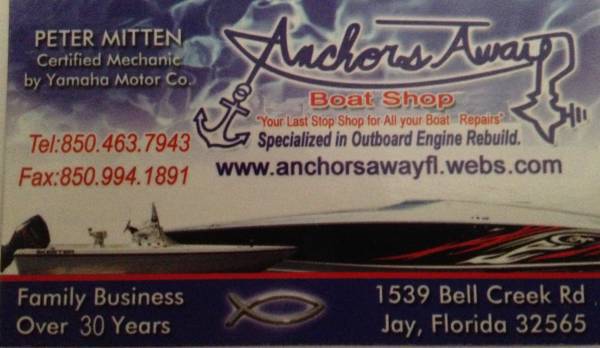 PETER MITTEN
Certified Mechanic
by Yamaha Motor Co.
Anchors Away
Boat Shop
"Your Last Stop Shop for All your Boat Repairs"
Specialized in Outboard Engine Rebuild.
Tel:850.463.7943
Fax:850.994.1891
www.anchorsawayfl.webs.com
Family Business
Over 30 Years
1539 Bell Creek Rd
Jay, Florida 32565